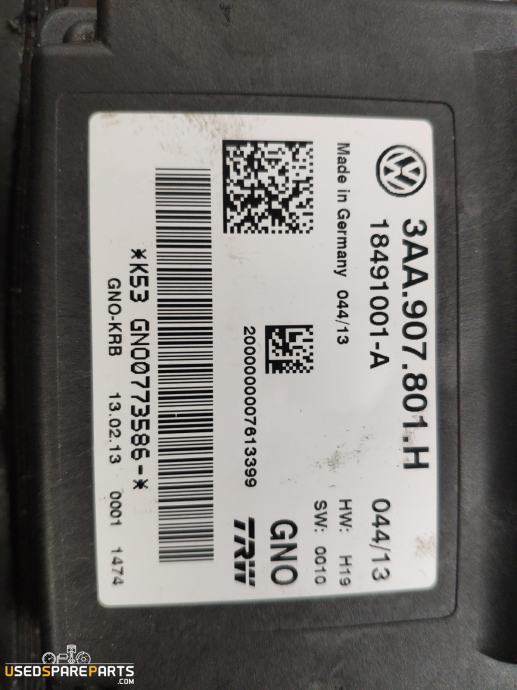 3AA.907.801.H
18491001-A
044/13
HW: H19
SW: 0010
Made in Germany 044/13
GNO
TRW
20000000007613399
*K53 GNO0773586-*
GNO-KRB 13.02.13 0001 1474
USEDSPAREPARTS
.COM